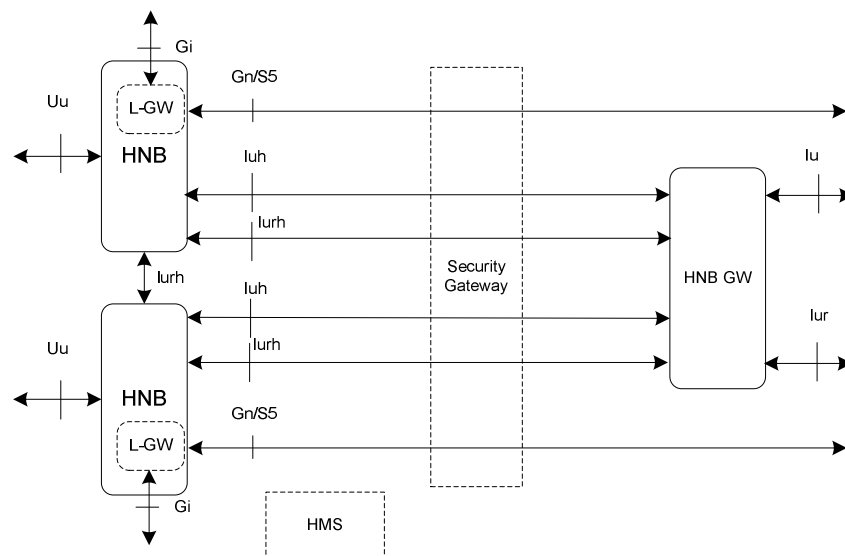 Gi
Gn/S5
L-GW
Uu
HNB
Iuh
Iu
Iurh
Security
Gateway
HNB GW
Iurh
Iuh
Iur
Iurh
Uu
HNB
Gn/S5
L-GW
Gi
HMS